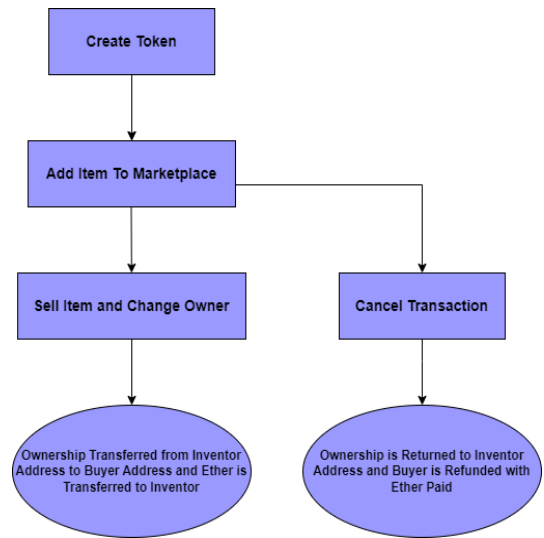 Create Token
Add Item To Marketplace
Sell Item and Change Owner
Cancel Transaction
Ownership Transferred from Inventor
Address to Buyer Address and Ether is
Transferred to Inventor
Ownership is Returned to Inventor
Address and Buyer is Refunded with
Ether Paid